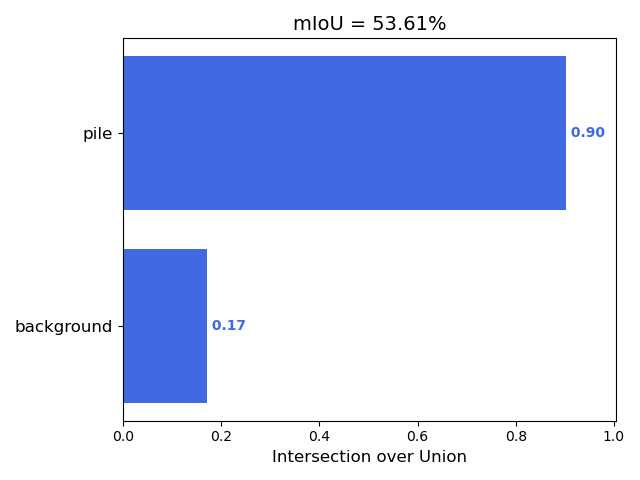 mIoU = 53.61%
pile
0.90
background
0.17
0.0 0.2 0.4 0.6 0.8 1.0
Intersection over Union